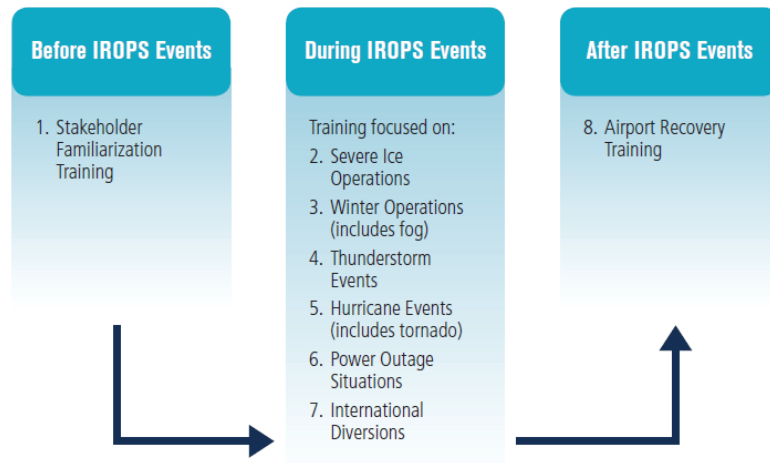 Before IROPS Events
1. Stakeholder
Familiarization
Training
During IROPS Events
Training focused on:
2. Severe Ice
Operations
3. Winter Operations
(includes fog)
4. Thunderstorm
Events
5. Hurricane Events
(includes tornado)
6. Power Outage
Situations
7. International
Diversions
After IROPS Events
8. Airport Recovery
Training